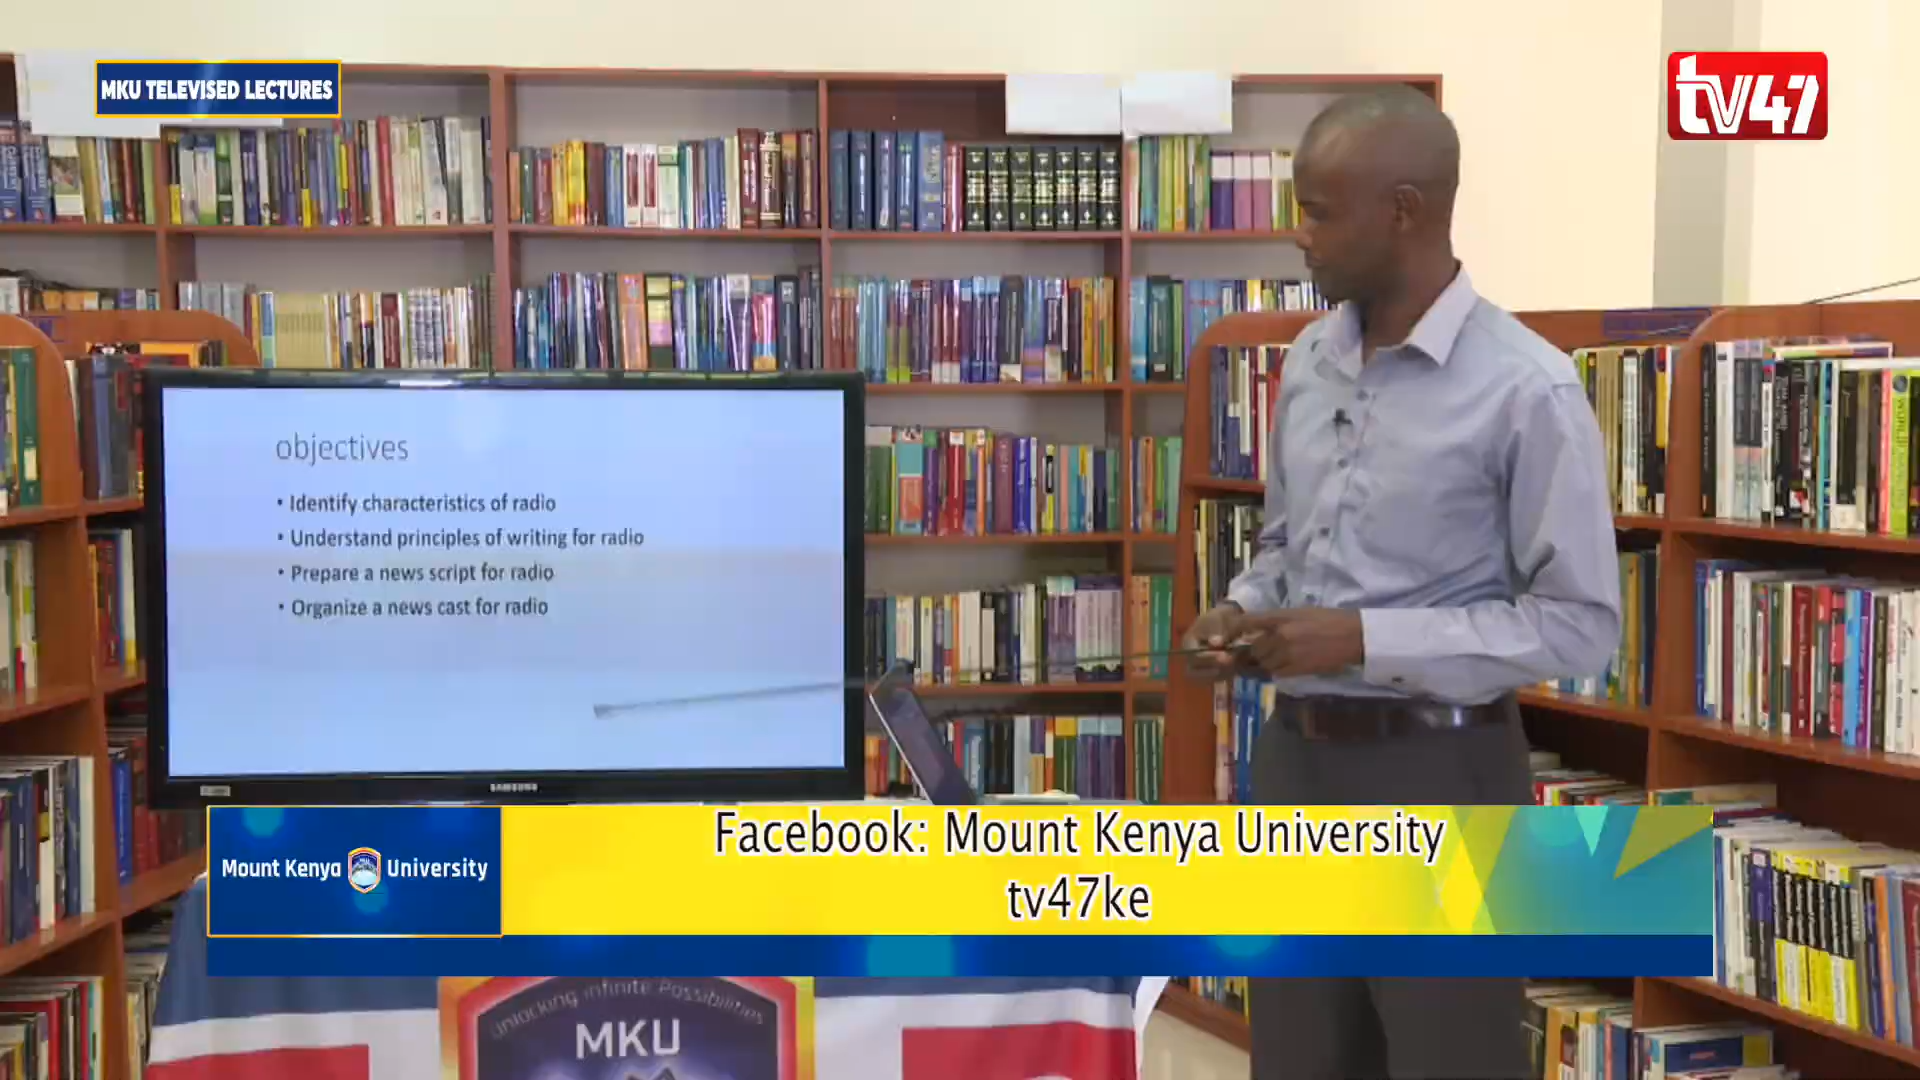 MKU TELEVISED LECTURES
tv47
objectives
• Identify characteristics of radio
• Understand principles of writing for radio
• Prepare a news script for radio
• Organize a news cast for radio
SAMSUNG
Mount Kenya University
Facebook: Mount Kenya University
tv47ke
Unlocking Infinite Possibilities
MKU